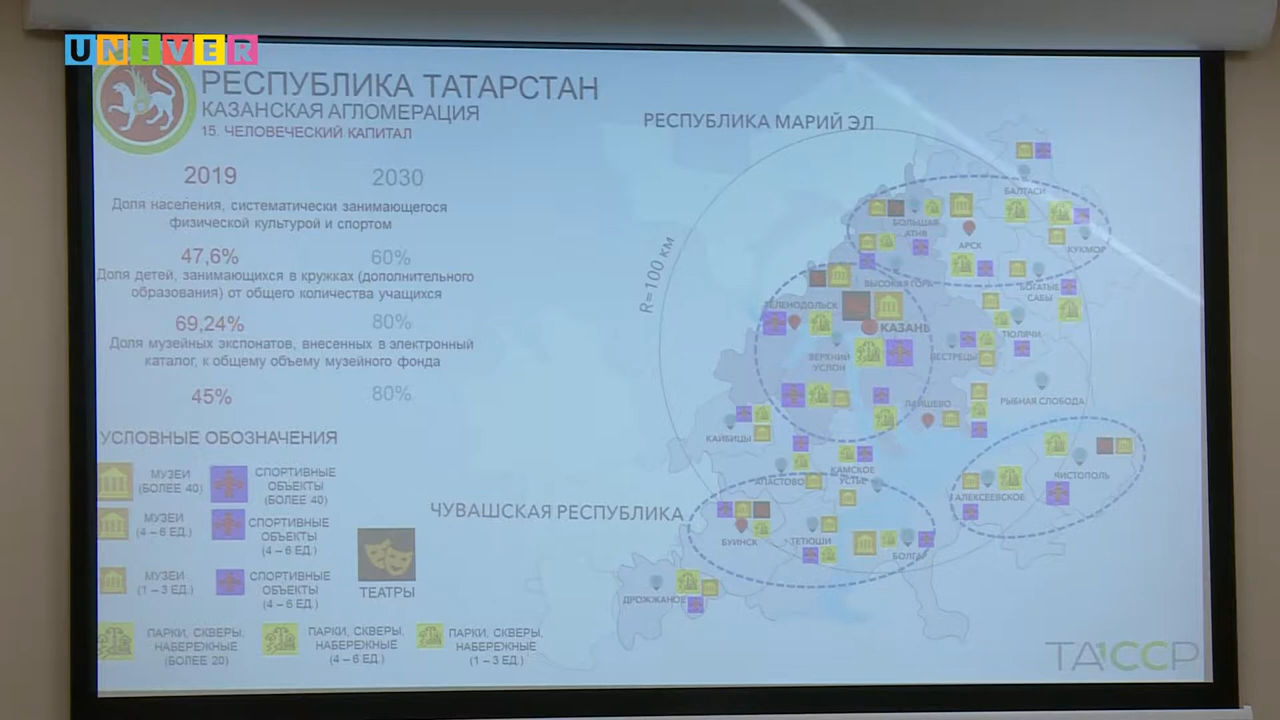 UNIVER
РЕСПУБЛИКА ТАТАРСТАН
КАЗАНСКАЯ АГЛОМЕРАЦИЯ
15. ЧЕЛОВЕЧЕСКИЙ КАПИТАЛ
2019 2030
Доля населения, систематически занимающегося
физической культурой и спортом
47,6% 60%
Доля детей, занимающихся в кружках (дополнительного
образования) от общего количества учащихся
69,24% 80%
Доля музейных экспонатов, внесенных в электронный
каталог, к общему объему музейного фонда
45% 80%
УСЛОВНЫЕ ОБОЗНАЧЕНИЯ
МУЗЕИ
(БОЛЕЕ 40)
СПОРТИВНЫЕ
ОБЪЕКТЫ
(БОЛЕЕ 40)
МУЗЕИ
(4 – 6 ЕД.)
СПОРТИВНЫЕ
ОБЪЕКТЫ
(4 – 6 ЕД.)
МУЗЕИ
(1 – 3 ЕД.)
СПОРТИВНЫЕ
ОБЪЕКТЫ
(4 – 6 ЕД.)
ТЕАТРЫ
ПАРКИ, СКВЕРЫ,
НАБЕРЕЖНЫЕ
(БОЛЕЕ 20)
ПАРКИ, СКВЕРЫ,
НАБЕРЕЖНЫЕ
(4 – 6 ЕД.)
ПАРКИ, СКВЕРЫ,
НАБЕРЕЖНЫЕ
(1 – 3 ЕД.)
РЕСПУБЛИКА МАРИЙ ЭЛ
R=100 км
БАЛТАСИ
БОЛЬШАЯ
АТНЯ
АРСК
КУКМОР
ВЫСОКАЯ ГОРА
БОГАТЫЕ
САБЫ
ЗЕЛЕНОДОЛЬСК
КАЗАНЬ
ТЮЛЯЧИ
ВЕРХНИЙ
УСЛОН
ПЕСТРЕЦЫ
РЫБНАЯ СЛОБОДА
ЛАИШЕВО
КАЙБИЦЫ
КАМСКОЕ
УСТЬЕ
АПАСТОВО
ЧИСТОПОЛЬ
АЛЕКСЕЕВСКОЕ
ЧУВАШСКАЯ РЕСПУБЛИКА
БУИНСК
ТЕТЮШИ
БОЛГАР
ДРОЖЖАНОЕ
ТА1ССР